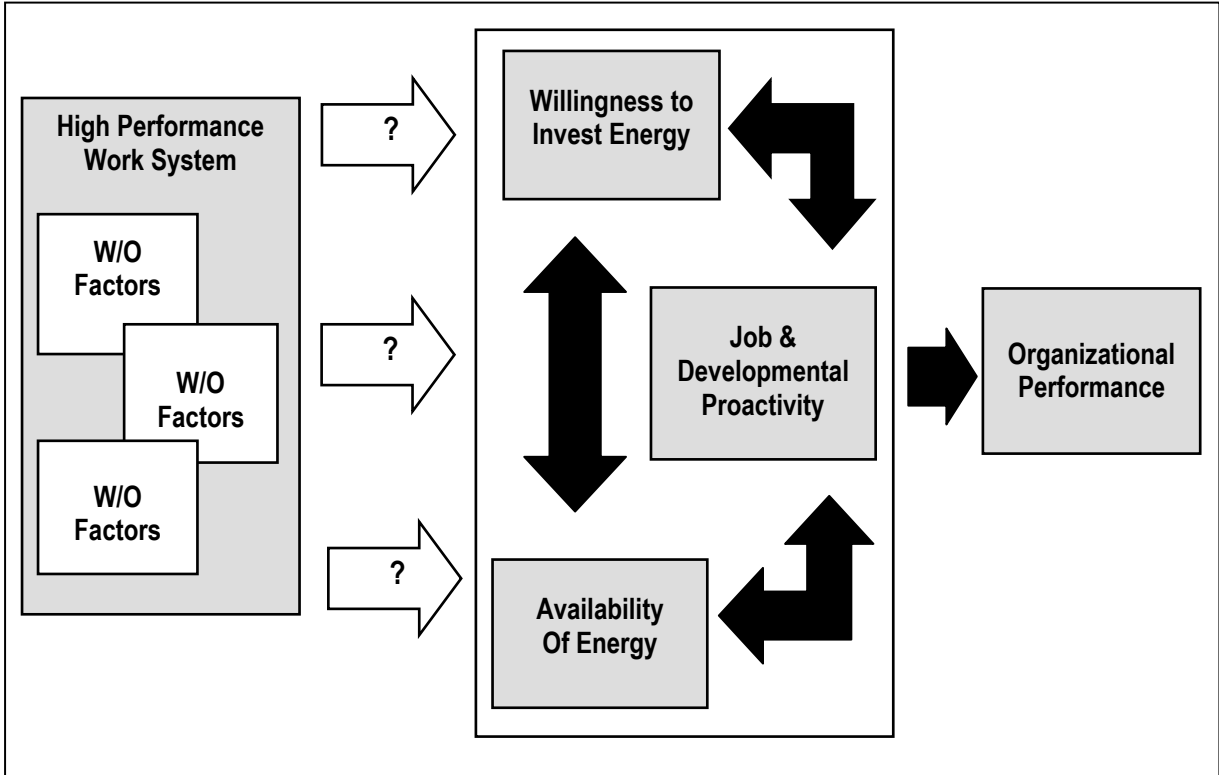 High Performance
Work System
W/O
Factors
W/O
Factors
W/O
Factors
?
?
?
Willingness to
Invest Energy
Job &
Developmental
Proactivity
Availability
Of Energy
Organizational
Performance